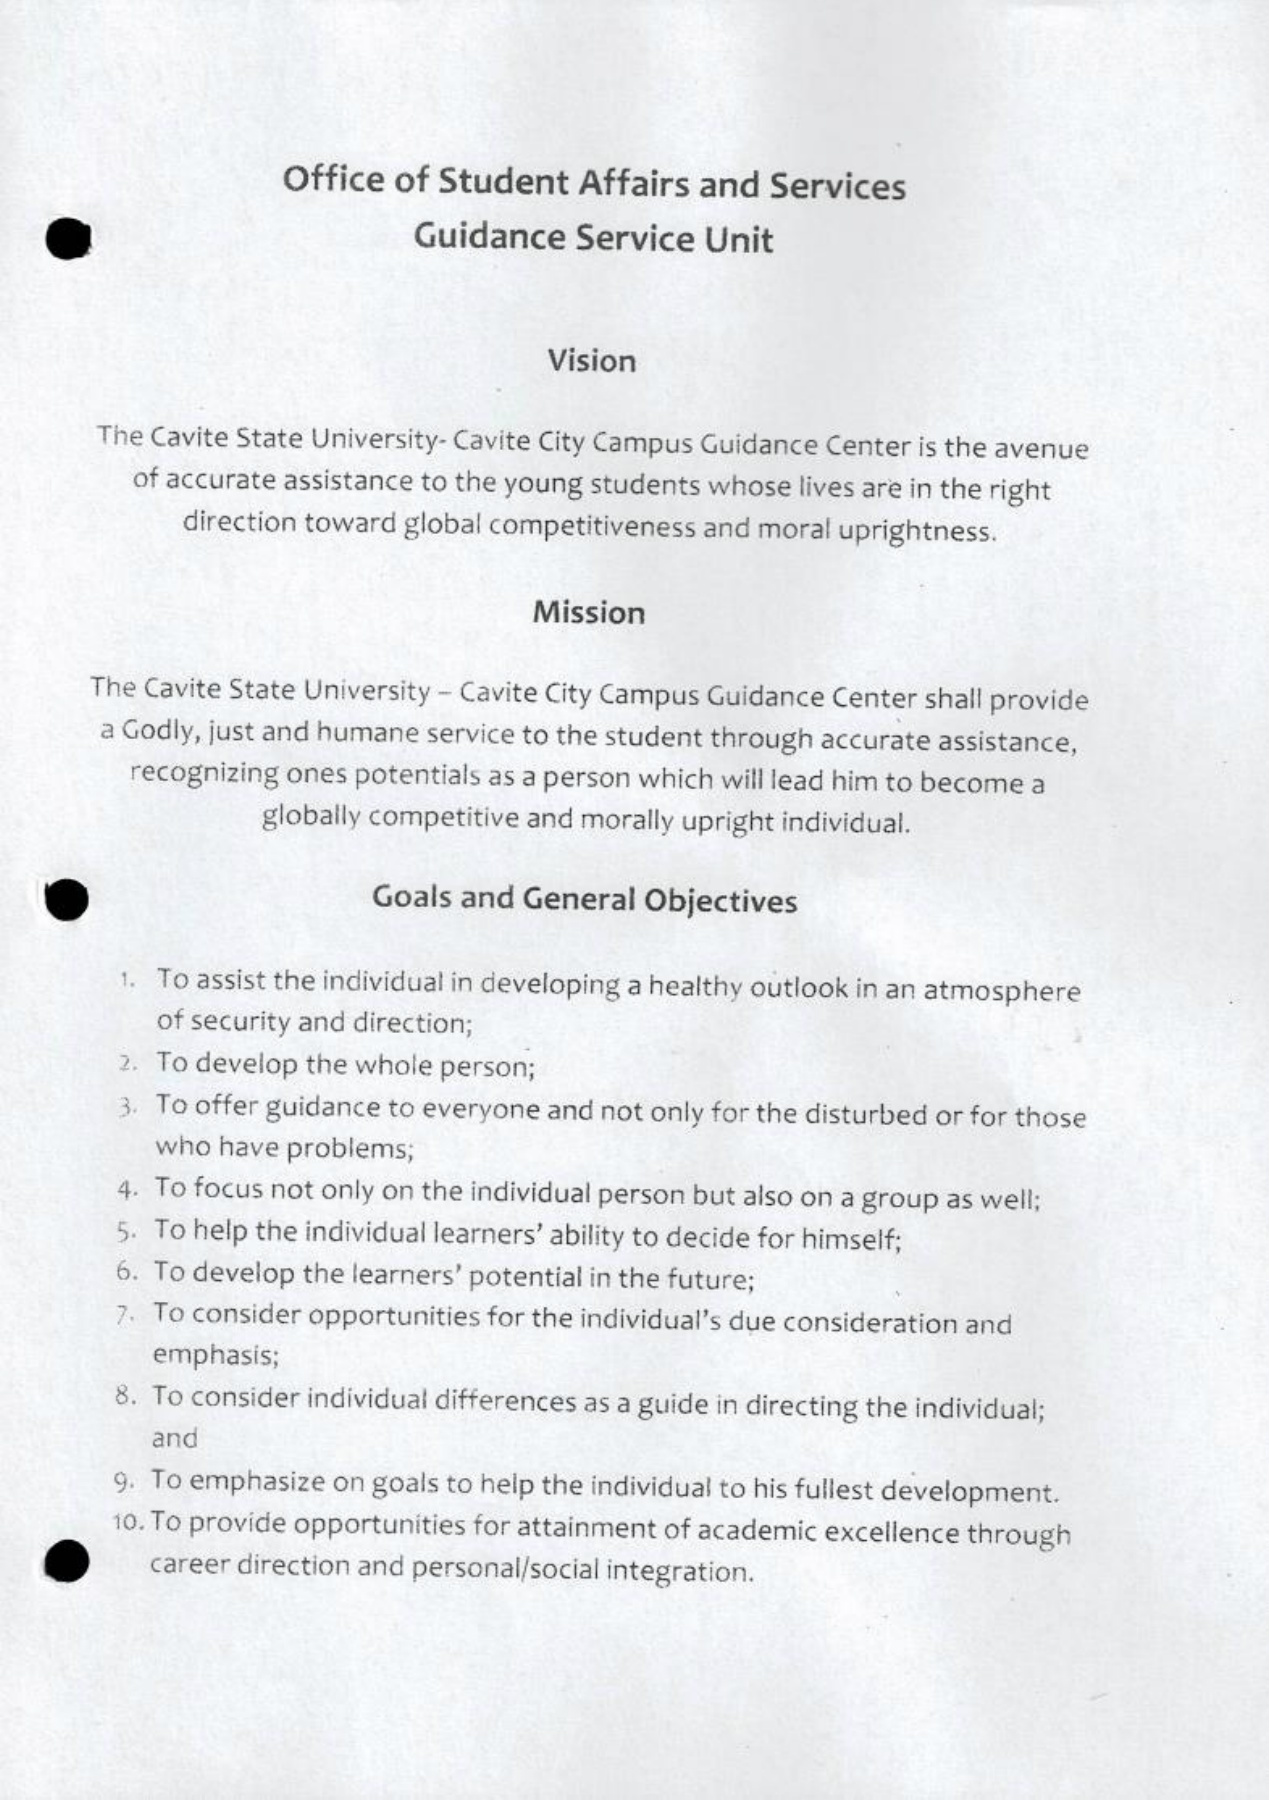 Office of Student Affairs and Services
Guidance Service Unit
Vision
The Cavite State University- Cavite City Campus Guidance Center is the avenue
of accurate assistance to the young students whose lives are in the right
direction toward global competitiveness and moral uprightness.
Mission
The Cavite State University – Cavite City Campus Guidance Center shall provide
a Godly, just and humane service to the student through accurate assistance,
recognizing ones potentials as a person which will lead him to become a
globally competitive and morally upright individual.
Goals and General Objectives
1. To assist the individual in developing a healthy outlook in an atmosphere
of security and direction;
2. To develop the whole person;
3. To offer guidance to everyone and not only for the disturbed or for those
who have problems;
4. To focus not only on the individual person but also on a group as well;
5. To help the individual learners' ability to decide for himself;
6. To develop the learners' potential in the future;
7. To consider opportunities for the individual's due consideration and
emphasis;
8. To consider individual differences as a guide in directing the individual;
and
9. To emphasize on goals to help the individual to his fullest development.
10. To provide opportunities for attainment of academic excellence through
career direction and personal/social integration.